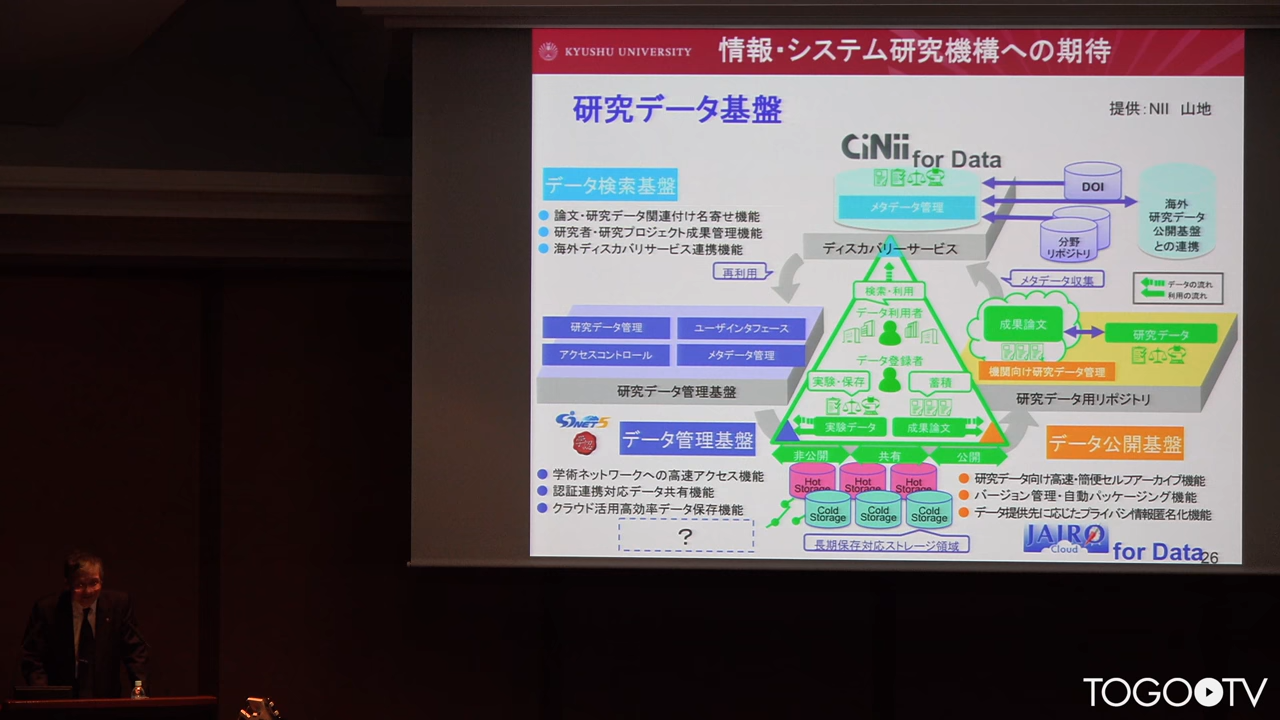 KYUSHU UNIVERSITY 情報・システム研究機構への期待
研究データ基盤
提供：NII 山地
CiNii for Data
データ検索基盤
論文・研究データ関連付け名寄せ機能
研究者・研究プロジェクト成果管理機能
海外ディスカバリサービス連携機能
メタデータ管理
ディスカバリーサービス
DOI
分野
リポジトリ
海外
研究データ
公開基盤
との連携
再利用
メタデータ収集
データの流れ
利用の流れ
検索・利用
データ利用者
データ登録者
実験・保存
蓄積
実験データ
成果論文
非公開
共有
公開
研究データ管理
ユーザインタフェース
アクセスコントロール
メタデータ管理
研究データ管理基盤
成果論文
研究データ
機関向け研究データ管理
研究データ用リポジトリ
SINET5
データ管理基盤
学術ネットワークへの高速アクセス機能
認証連携対応データ共有機能
クラウド活用高効率データ保存機能
?
Hot
Storage
Hot
Storage
Hot
Storage
Cold
Storage
Cold
Storage
Cold
Storage
長期保存対応ストレージ領域
データ公開基盤
研究データ向け高速・簡便セルフアーカイブ機能
バージョン管理・自動パッケージング機能
データ提供先に応じたプライバシ情報匿名化機能
JAIRO
Cloud
for Data
26
TOGO TV